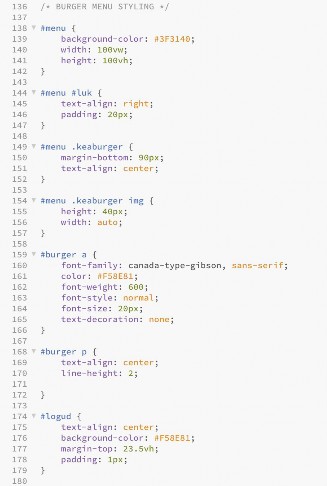 136 /* BURGER MENU STYLING */
137
138 #menu {
139 background-color: #3F3140;
140 width: 100vw;
141 height: 100vh;
142 }
143
144 #menu #luk {
145 text-align: right;
146 padding: 20px;
147 }
148
149 #menu .keaburger {
150 margin-bottom: 90px;
151 text-align: center;
152 }
153
154 #menu .keaburger img {
155 height: 40px;
156 width: auto;
157 }
158
159 #burger a {
160 font-family: canada-type-gibson, sans-serif;
161 color: #F58E81;
162 font-weight: 600;
163 font-style: normal;
164 font-size: 20px;
165 text-decoration: none;
166 }
167
168 #burger p {
169 text-align: center;
170 line-height: 2;
171
172 }
173
174 #logud {
175 text-align: center;
176 background-color: #F58E81;
177 margin-top: 23.5vh;
178 padding: 1px;
179 }
180